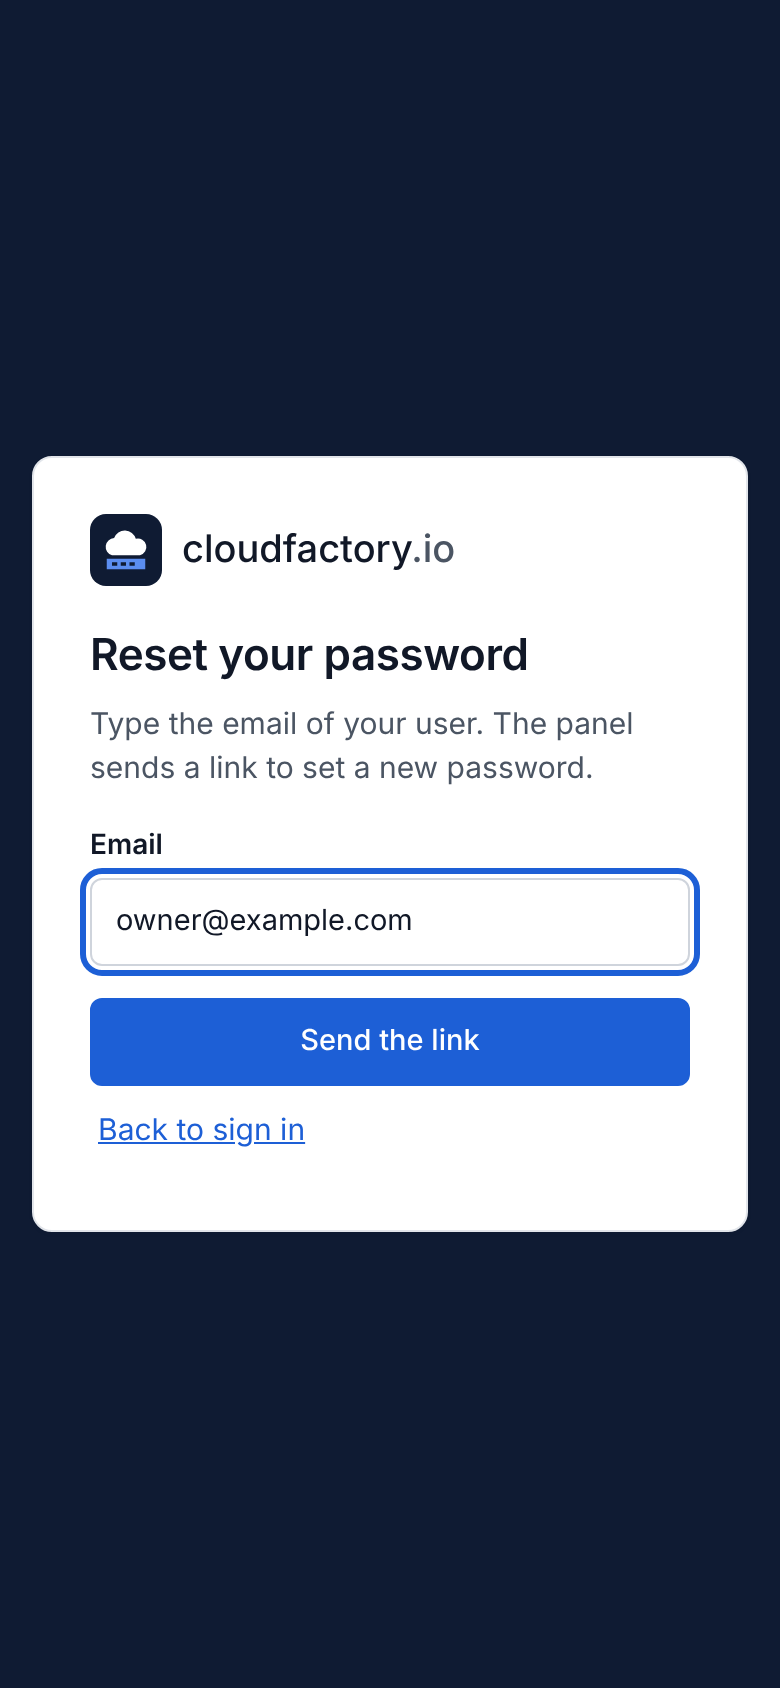 cloudfactory.io
Reset your password
Type the email of your user. The panel
sends a link to set a new password.
Email
owner@example.com
Send the link
Back to sign in